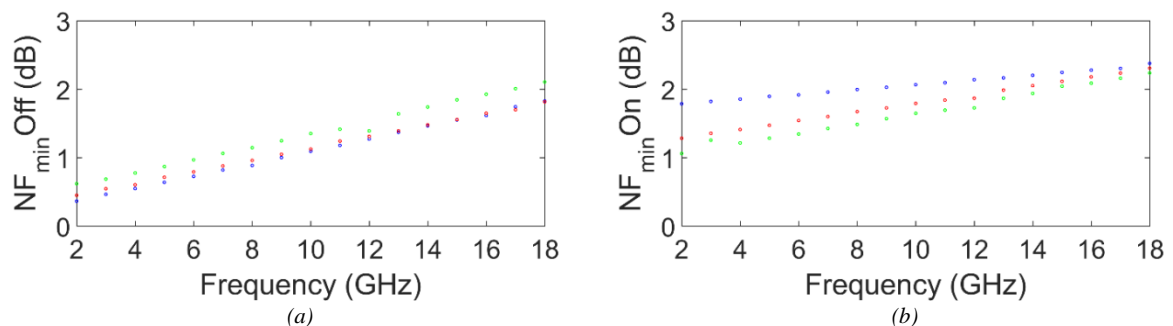 NFminOff (dB)
3
2
1
0
2 4 6 8 10 12 14 16 18
Frequency (GHz)
(a)
NFminOn (dB)
3
2
1
0
2 4 6 8 10 12 14 16 18
Frequency (GHz)
(b)